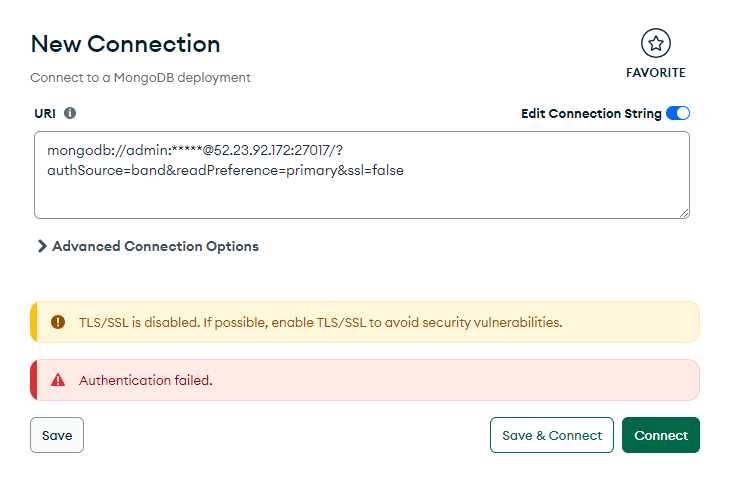 New Connection
FAVORITE
Connect to a MongoDB deployment
URI
Edit Connection String
mongodb://admin:*****@52.23.92.172:27017/?
authSource=band&readPreference=primary&ssl=false
Advanced Connection Options
TLS/SSL is disabled. If possible, enable TLS/SSL to avoid security vulnerabilities.
Authentication failed.
Save
Save & Connect
Connect